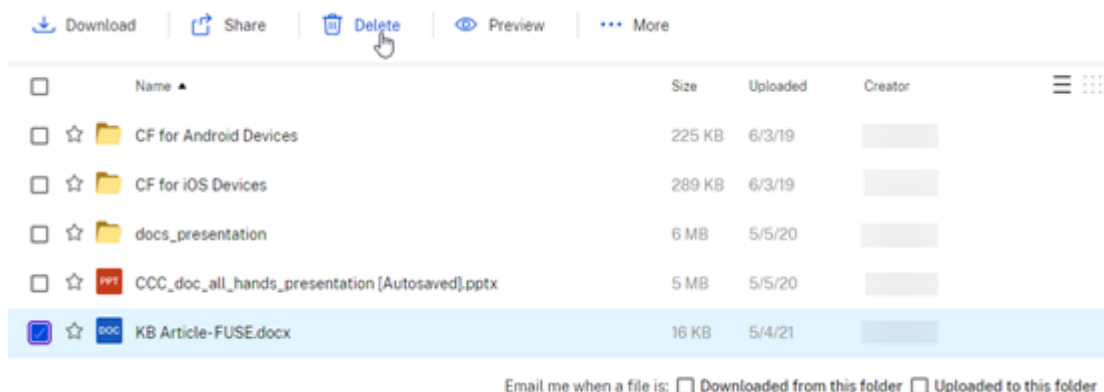 Download Share Delete Preview More
Name Size Uploaded Creator
CF for Android Devices 225 KB 6/3/19
CF for iOS Devices 289 KB 6/3/19
docs_presentation 6 MB 5/5/20
PPT CCC_doc_all_hands_presentation [Autosaved].pptx 5 MB 5/5/20
DOC KB Article-FUSE.docx 16 KB 5/4/21
Email me when a file is: Downloaded from this folder Uploaded to this folder